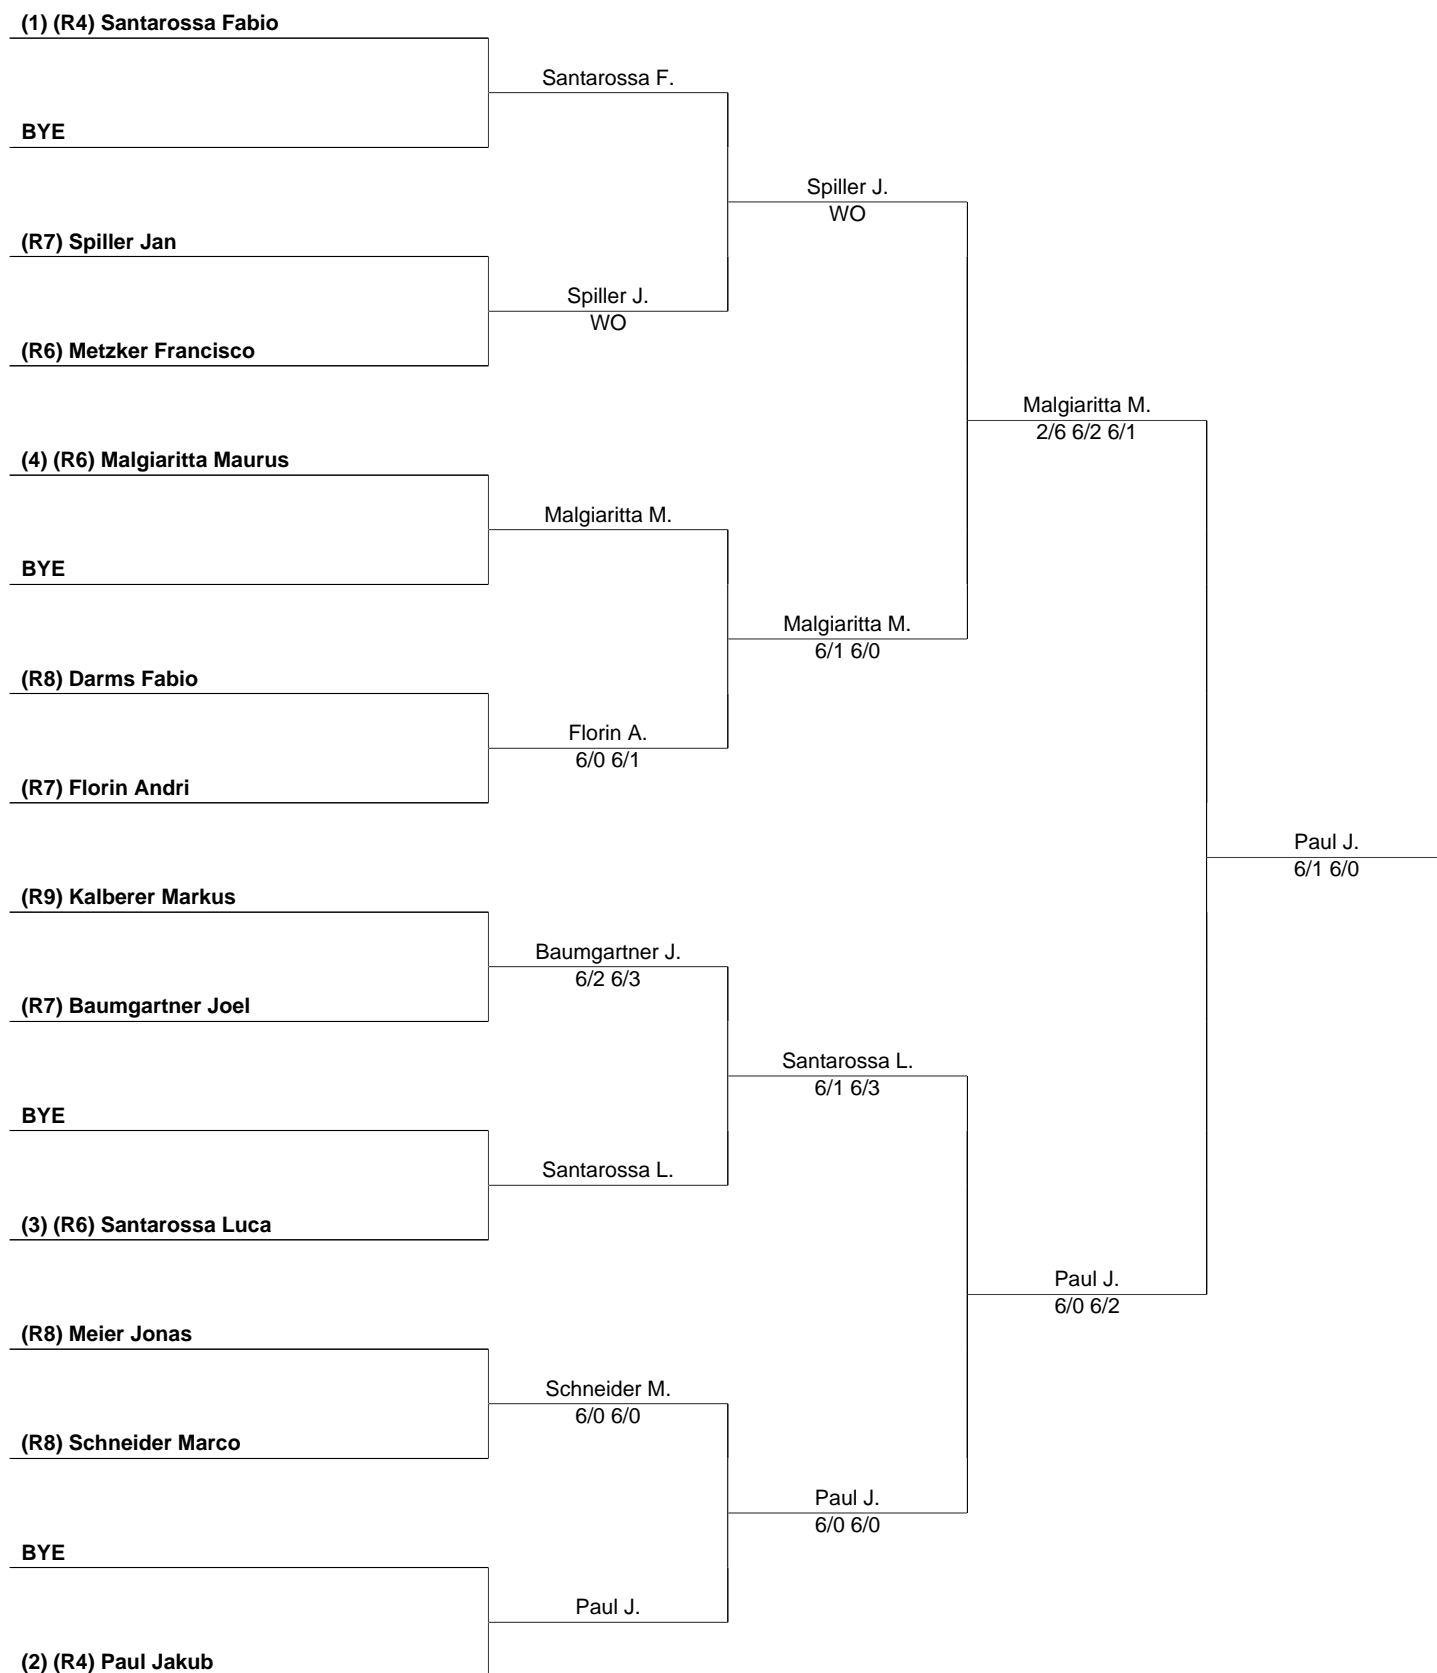 (1) (R4) Santarossa Fabio
Santarossa F.
BYE
Spiller J.
WO
(R7) Spiller Jan
Spiller J.
WO
(R6) Metzker Francisco
Malgiaritta M.
2/6 6/2 6/1
(4) (R6) Malgiaritta Maurus
Malgiaritta M.
BYE
Malgiaritta M.
6/1 6/0
(R8) Darms Fabio
Florin A.
6/0 6/1
(R7) Florin Andri
Paul J.
6/1 6/0
(R9) Kalberer Markus
Baumgartner J.
6/2 6/3
(R7) Baumgartner Joel
Santarossa L.
6/1 6/3
BYE
Santarossa L.
(3) (R6) Santarossa Luca
Paul J.
6/0 6/2
(R8) Meier Jonas
Schneider M.
6/0 6/0
(R8) Schneider Marco
Paul J.
6/0 6/0
BYE
Paul J.
(2) (R4) Paul Jakub